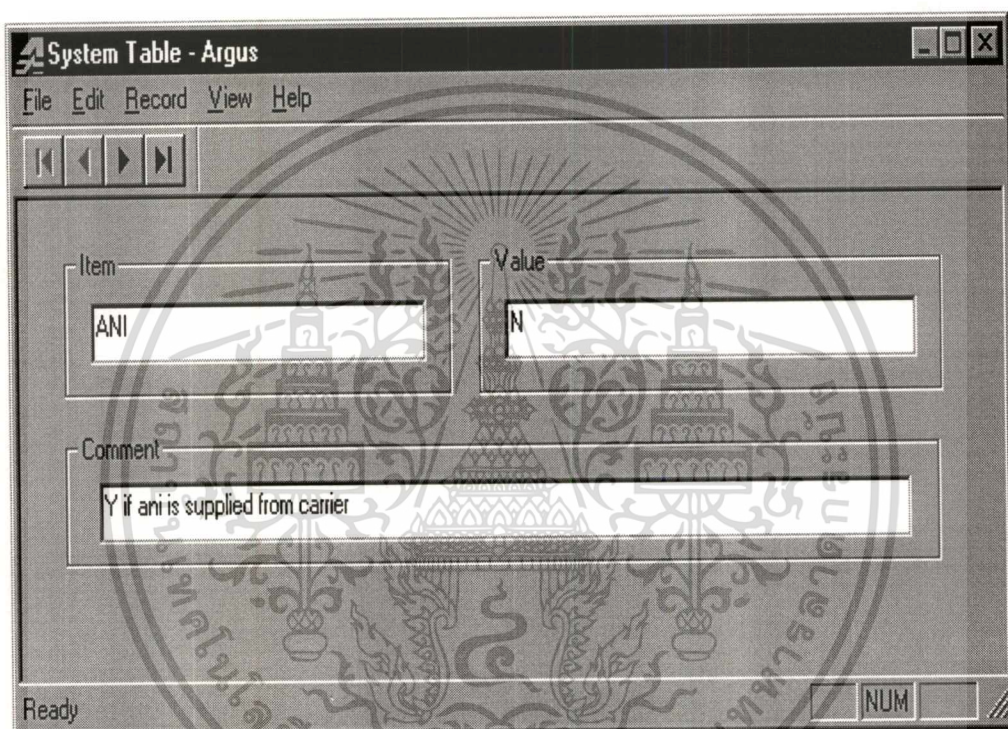 System Table - Argus
File Edit Record View Help
Item
Value
ANI
N
Comment
Y if ani is supplied from carrier
Ready
NUM